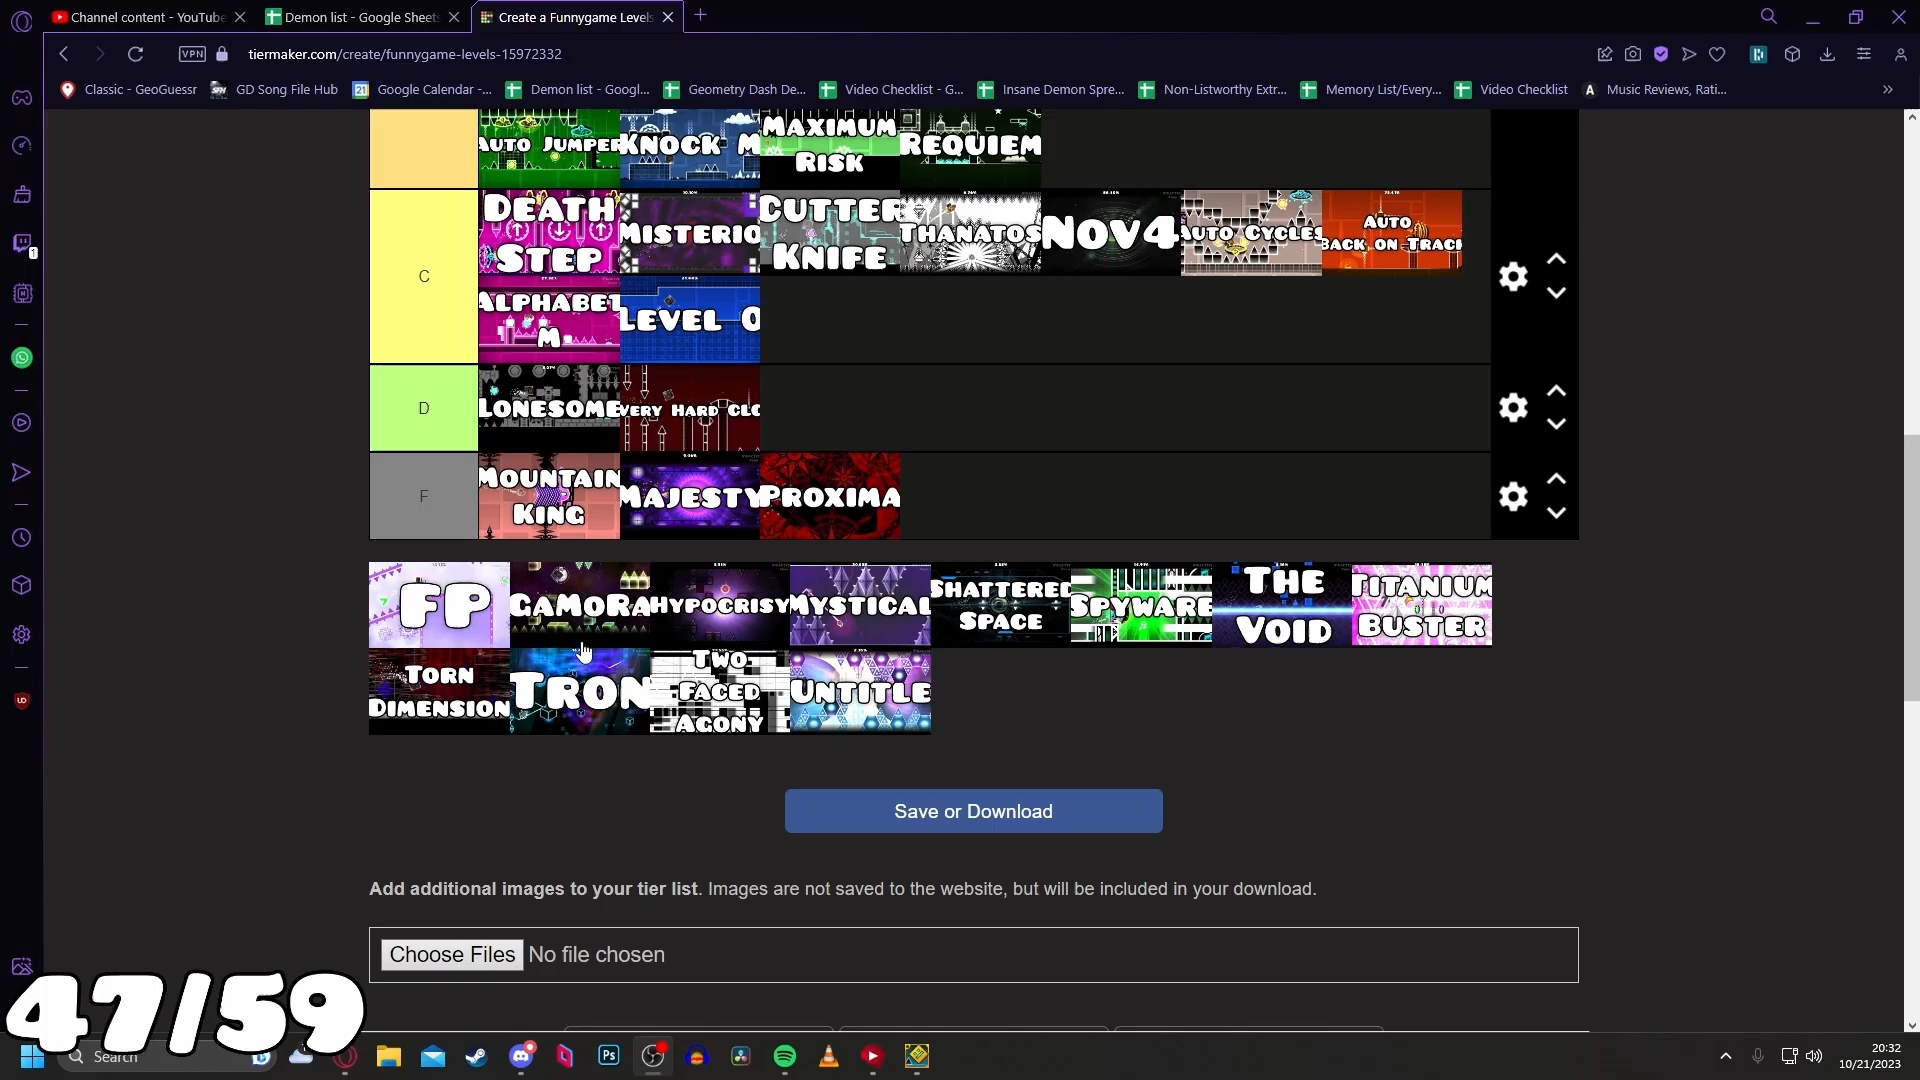 Channel content - YouTube
Demon list - Google Sheets
Create a Funnygame Levels
VPN
tiermaker.com/create/funnygame-levels-15972332
Classic - GeoGuessr
GD Song File Hub
Google Calendar -...
Demon list - Googl...
Geometry Dash De...
Video Checklist - G...
Insane Demon Spre...
Non-Listworthy Extr...
Memory List/Every...
Video Checklist
Music Reviews, Rati...
Auto Jumper
Knock M
Maximum
Risk
Requiem
C
Death
Step
Misterio
Cutter
Knife
Thanatos
Nov4
Auto Cycles
Auto
Back on Track
Alphabet
M
Level 0
D
Lonesome
very Hard Clo
F
Mountain
King
Majesty
Proxima
FP
GaMoRa
Hypocrisy
Mystical
Shattered
Space
Spyware
The
Void
Titanium
Buster
Torn
Dimension
Tron
Two
Faced
Agony
Untitle
Save or Download
Add additional images to your tier list. Images are not saved to the website, but will be included in your download.
Choose Files No file chosen
47/59
Search
20:32
10/21/2023